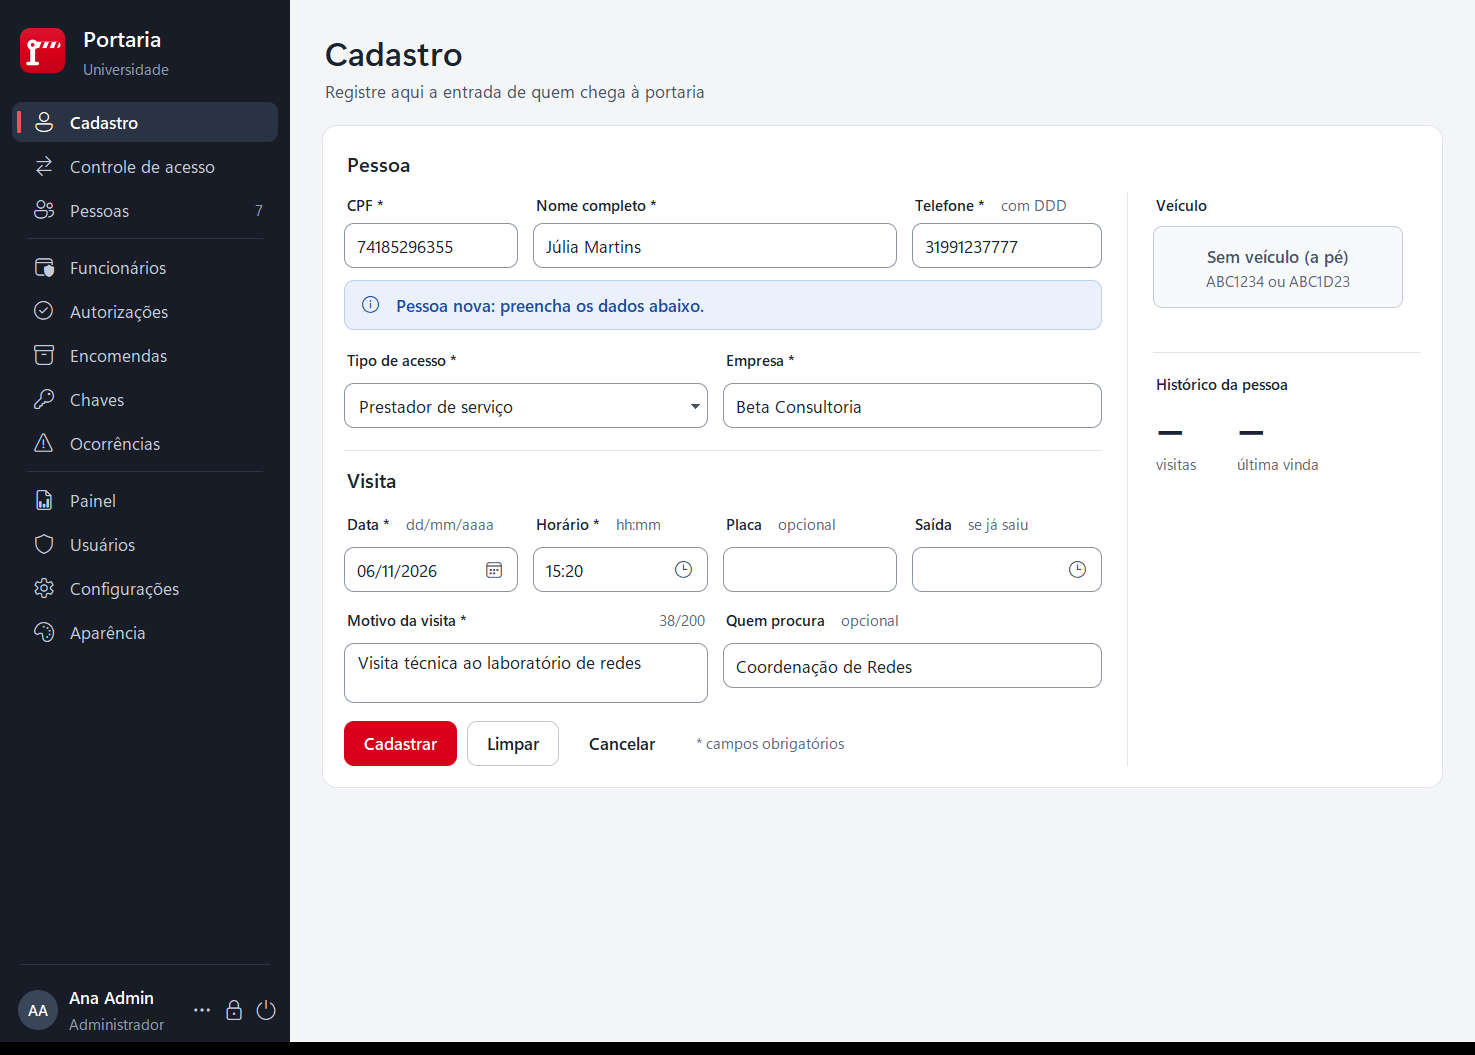 Portaria
Universidade
Cadastro
Controle de acesso
Pessoas 7
Funcionários
Autorizações
Encomendas
Chaves
Ocorrências
Painel
Usuários
Configurações
Aparência
AA
Ana Admin
Administrador
Cadastro
Registre aqui a entrada de quem chega à portaria
Pessoa
CPF * Nome completo * Telefone * com DDD
74185296355 Júlia Martins 31991237777
Pessoa nova: preencha os dados abaixo.
Tipo de acesso * Empresa *
Prestador de serviço Beta Consultoria
Visita
Data * dd/mm/aaaa Horário * hh:mm Placa opcional Saída se já saiu
06/11/2026 15:20
Motivo da visita * 38/200 Quem procura opcional
Visita técnica ao laboratório de redes Coordenação de Redes
Cadastrar Limpar Cancelar * campos obrigatórios
Veículo
Sem veículo (a pé)
ABC1234 ou ABC1D23
Histórico da pessoa
— —
visitas última vinda